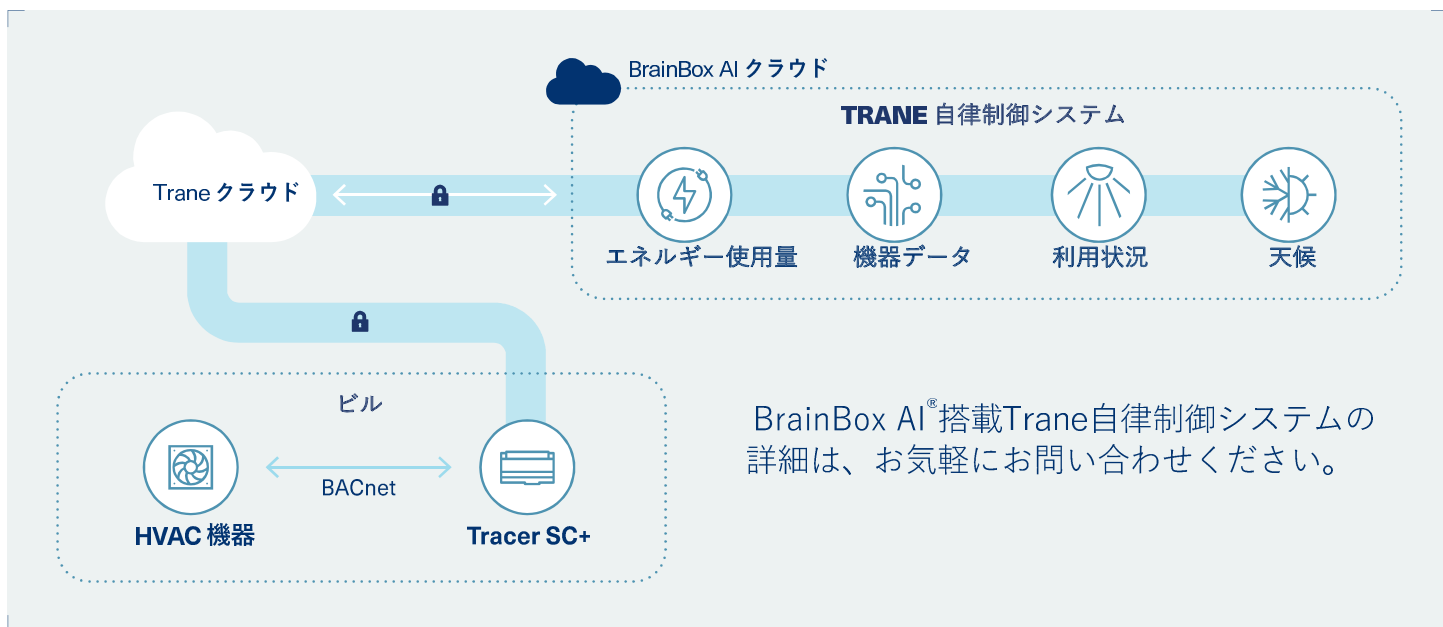 BrainBox AI クラウド
TRANE 自律制御システム
Trane クラウド
エネルギー使用量
機器データ
利用状況
天候
ビル
BACnet
HVAC 機器
Tracer SC+
BrainBox AI®搭載Trane自律制御システムの
詳細は、お気軽にお問い合わせください。